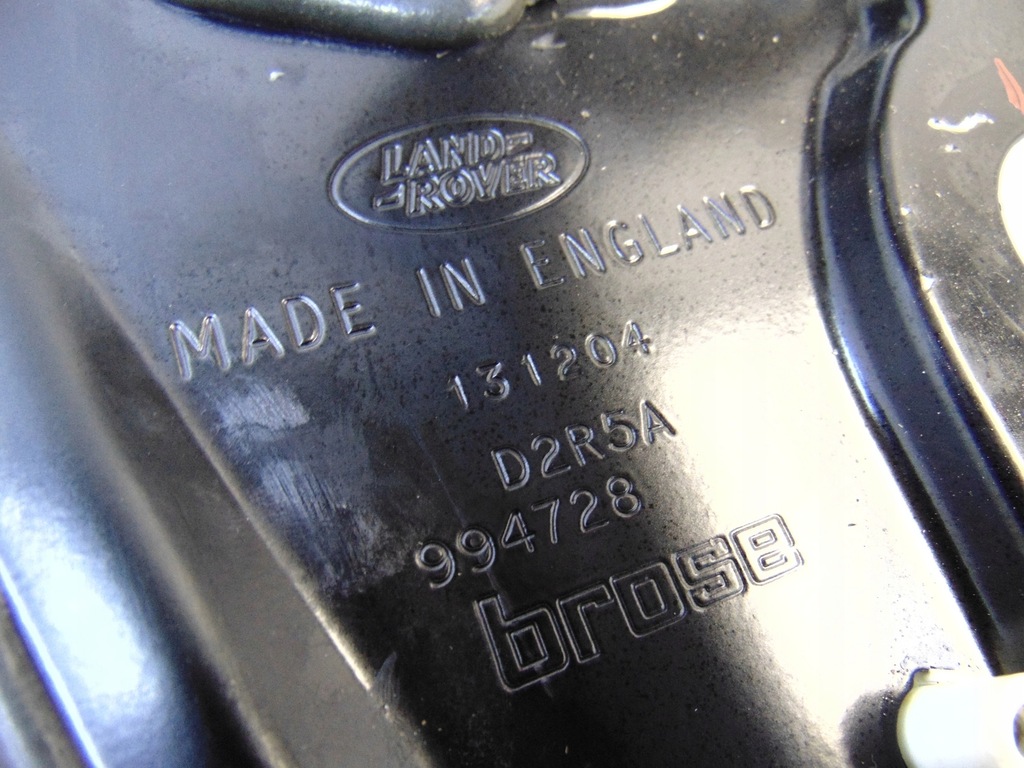 LAND-
-ROVER
MADE IN ENGLAND
131204
D2R5A
994728
brose